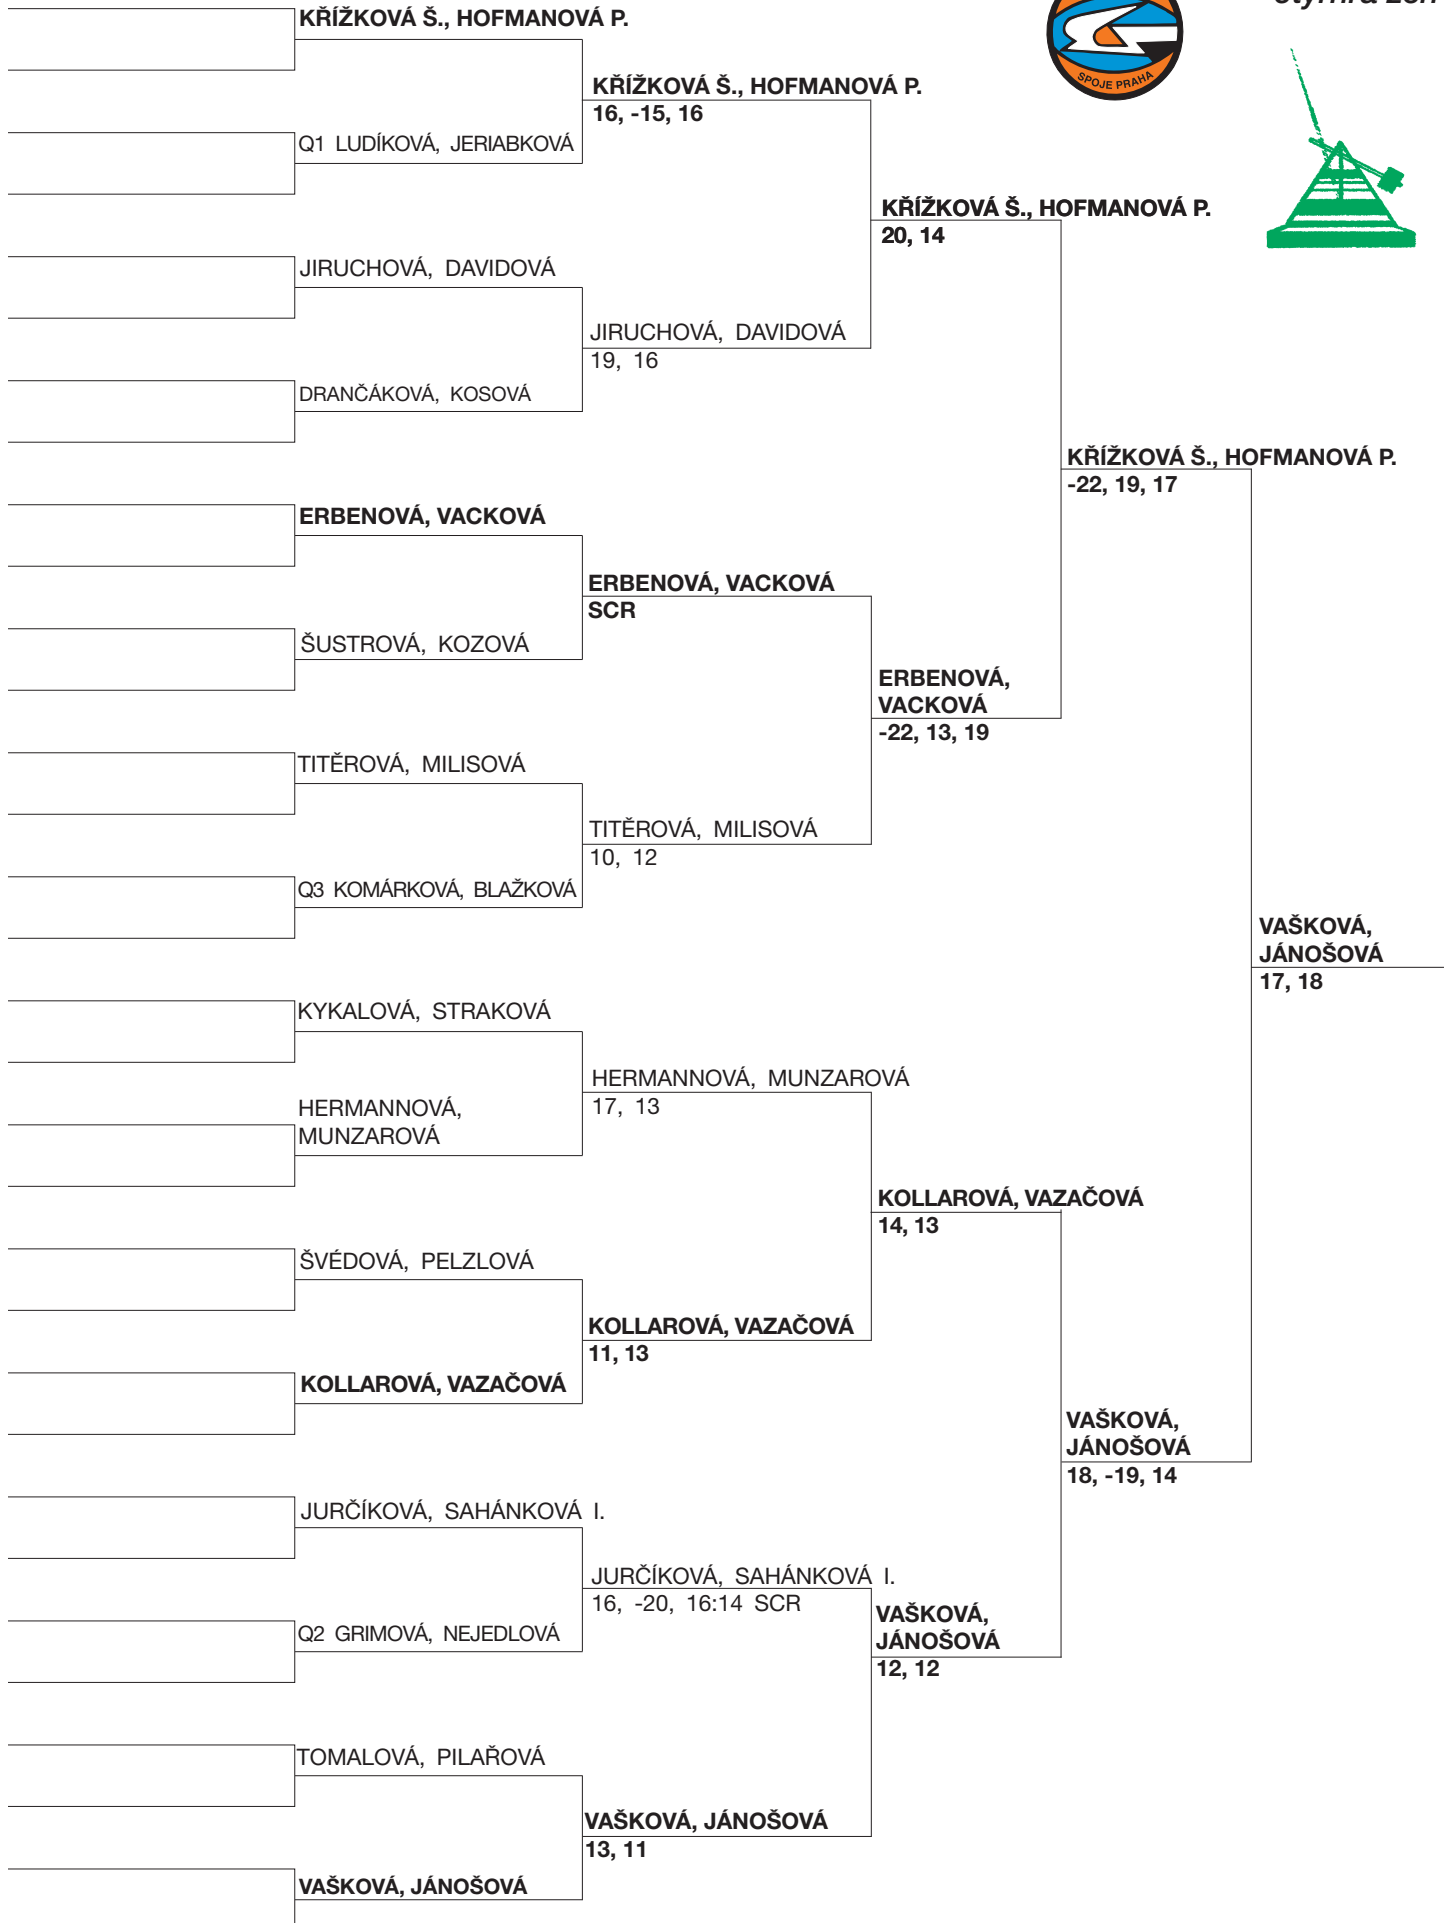 KŘÍŽKOVÁ Š., HOFMANOVÁ P.
KŘÍŽKOVÁ Š., HOFMANOVÁ P.
16, -15, 16
SPOJE PRAHA
Q1 LUDÍKOVÁ, JERIABKOVÁ
KŘÍŽKOVÁ Š., HOFMANOVÁ P.
20, 14
JIRUCHOVÁ, DAVIDOVÁ
JIRUCHOVÁ, DAVIDOVÁ
19, 16
DRANČÁKOVÁ, KOSOVÁ
KŘÍŽKOVÁ Š., HOFMANOVÁ P.
-22, 19, 17
ERBENOVÁ, VACKOVÁ
ERBENOVÁ, VACKOVÁ
SCR
ŠUSTROVÁ, KOZOVÁ
ERBENOVÁ,
VACKOVÁ
-22, 13, 19
TITĚROVÁ, MILISOVÁ
TITĚROVÁ, MILISOVÁ
10, 12
Q3 KOMÁRKOVÁ, BLAŽKOVÁ
VAŠKOVÁ,
JÁNOŠOVÁ
17, 18
KYKALOVÁ, STRAKOVÁ
HERMANNOVÁ, MUNZAROVÁ
17, 13
HERMANNOVÁ,
MUNZAROVÁ
KOLLAROVÁ, VAZAČOVÁ
14, 13
ŠVÉDOVÁ, PELZLOVÁ
KOLLAROVÁ, VAZAČOVÁ
11, 13
KOLLAROVÁ, VAZAČOVÁ
VAŠKOVÁ,
JÁNOŠOVÁ
18, -19, 14
JURČÍKOVÁ, SAHÁNKOVÁ I.
JURČÍKOVÁ, SAHÁNKOVÁ I.
16, -20, 16:14 SCR
Q2 GRIMOVÁ, NEJEDLOVÁ
VAŠKOVÁ,
JÁNOŠOVÁ
12, 12
TOMALOVÁ, PILAŘOVÁ
VAŠKOVÁ, JÁNOŠOVÁ
13, 11
VAŠKOVÁ, JÁNOŠOVÁ